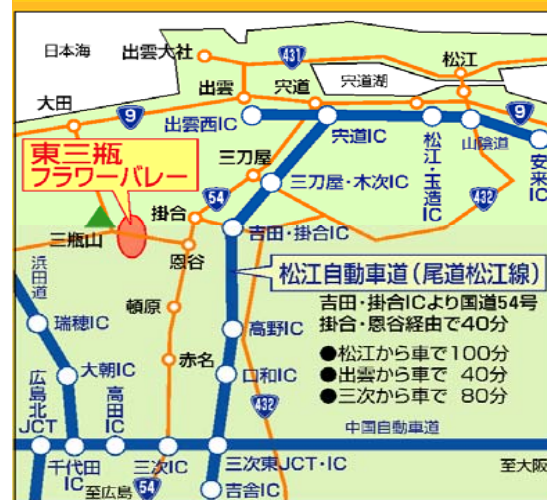 日本海
出雲大社
431
松江
出雲
宍道
宍道湖
大田
9
9
出雲西IC
宍道IC
松江・玉造IC
山陰道
安来IC
東三瓶
フラワーバレー
三刀屋
三刀屋・木次IC
54
432
掛合
三瓶山
恩谷
吉田・掛合IC
浜田道
松江自動車道(尾道松江線)
吉田・掛合ICより国道54号
掛合・恩谷経由で40分
●松江から車で100分
●出雲から車で 40分
●三次から車で 80分
頓原
瑞穂IC
高野IC
赤名
大朝IC
口和IC
広島北JCT
高田IC
432
中国自動車道
千代田IC
三次IC
三次東JCT・IC
至大阪
至広島
54
吉舎IC